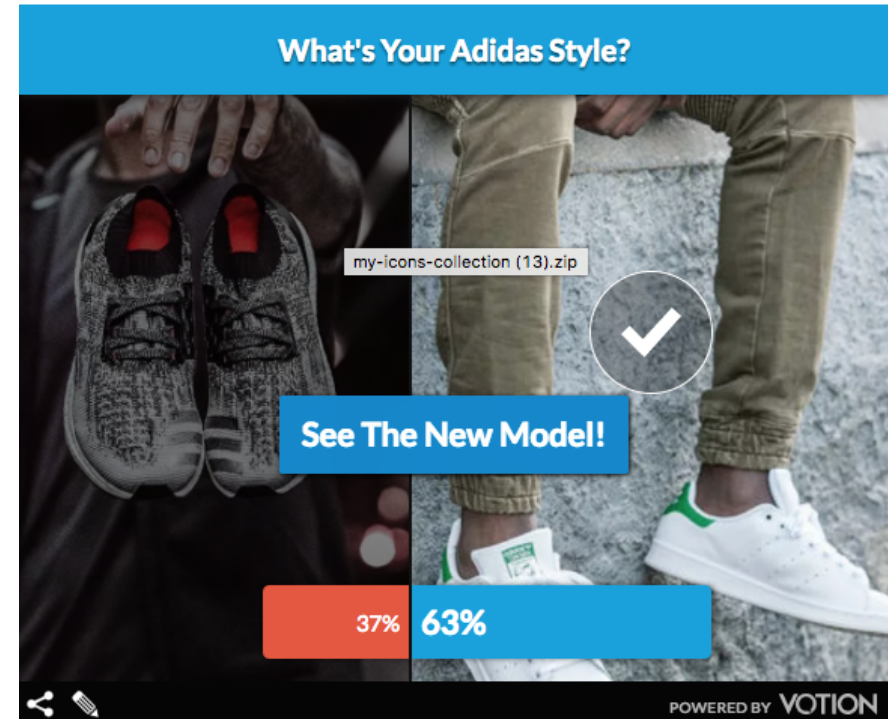 What's Your Adidas Style?
my-icons-collection (13).zip
See The New Model!
37% 63%
POWERED BY VOTION